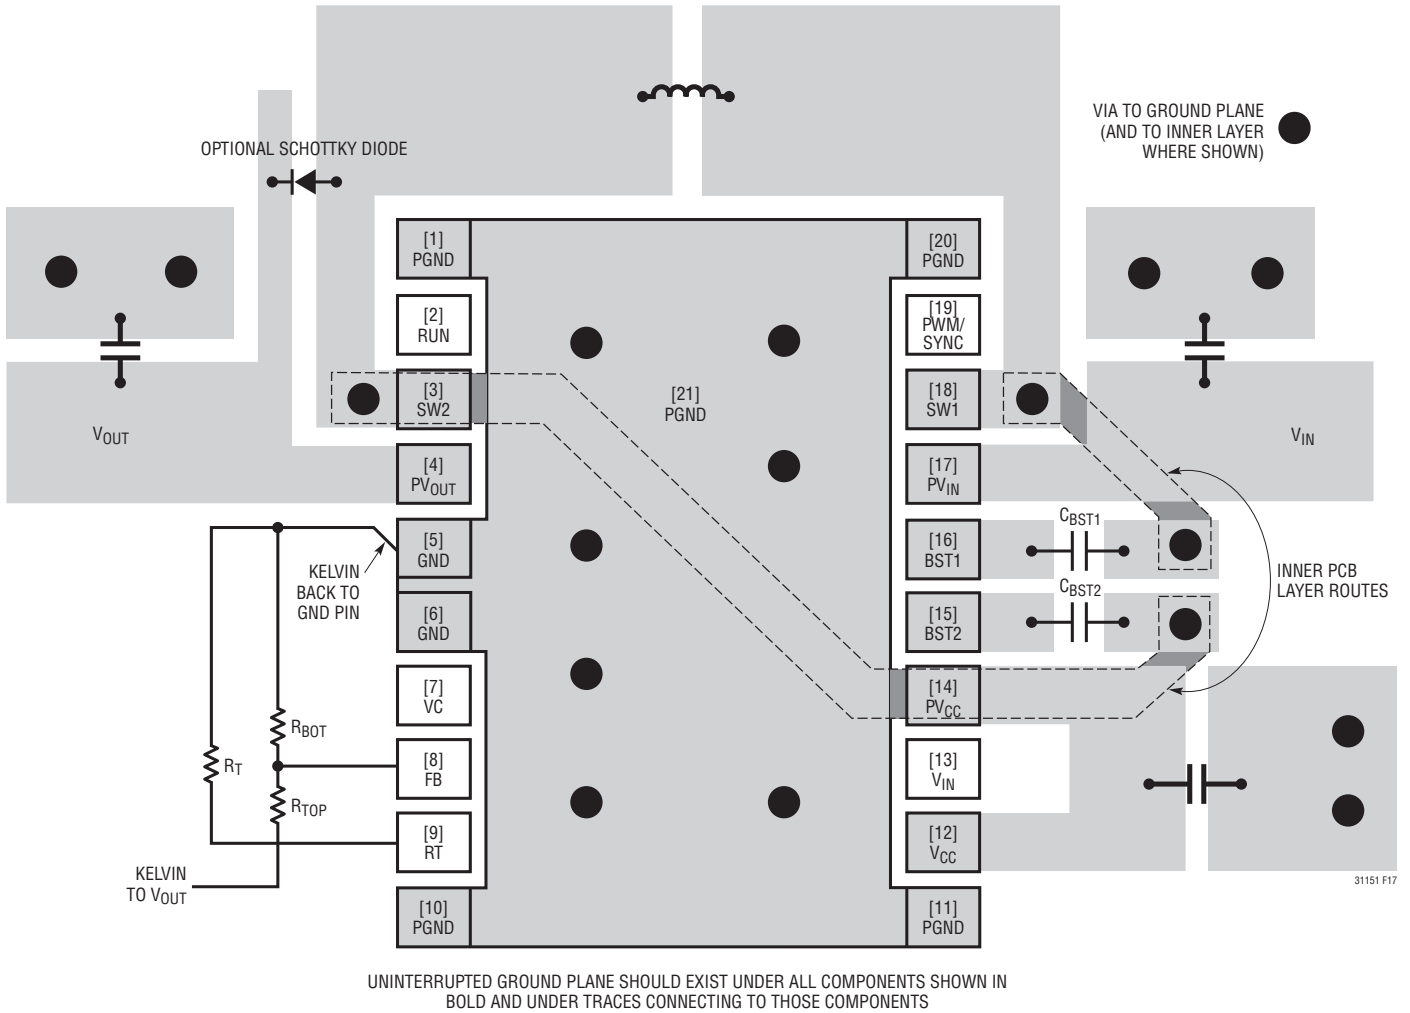 VIA TO GROUND PLANE
(AND TO INNER LAYER
WHERE SHOWN)
OPTIONAL SCHOTTKY DIODE
VOUT
VIN
[1]
PGND
[2]
RUN
[3]
SW2
[4]
PVOUT
[5]
GND
[6]
GND
[7]
VC
[8]
FB
[9]
RT
[10]
PGND
[21]
PGND
[20]
PGND
[19]
PWM/
SYNC
[18]
SW1
[17]
PVIN
[16]
BST1
[15]
BST2
[14]
PVCC
[13]
VIN
[12]
VCC
[11]
PGND
CBST1
CBST2
INNER PCB
LAYER ROUTES
KELVIN
BACK TO
GND PIN
RBOT
RT
RTOP
KELVIN
TO VOUT
31151 F17
UNINTERRUPTED GROUND PLANE SHOULD EXIST UNDER ALL COMPONENTS SHOWN IN
BOLD AND UNDER TRACES CONNECTING TO THOSE COMPONENTS